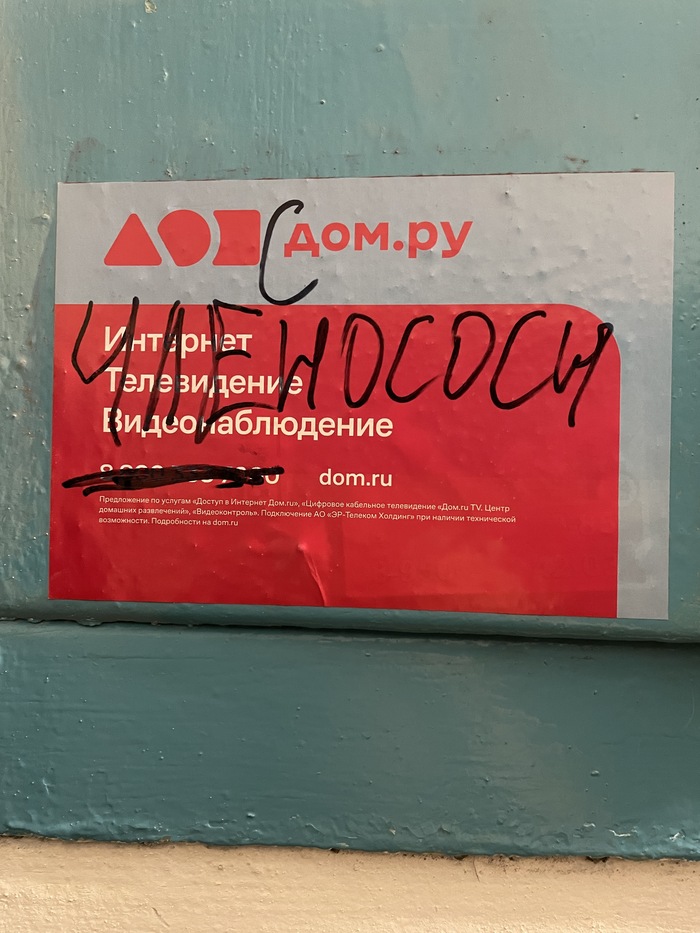 С дом.ру
ЧЛЕНОСОСЫ
Интернет
Телевидение
Видеонаблюдение
dom.ru
Предложение по услугам «Доступ в Интернет Дом.ru», «Цифровое кабельное телевидение «Дом.ru TV. Центр
домашних развлечений», «Видеоконтроль». Подключение АО «ЭР-Телеком Холдинг» при наличии технической
возможности. Подробности на dom.ru